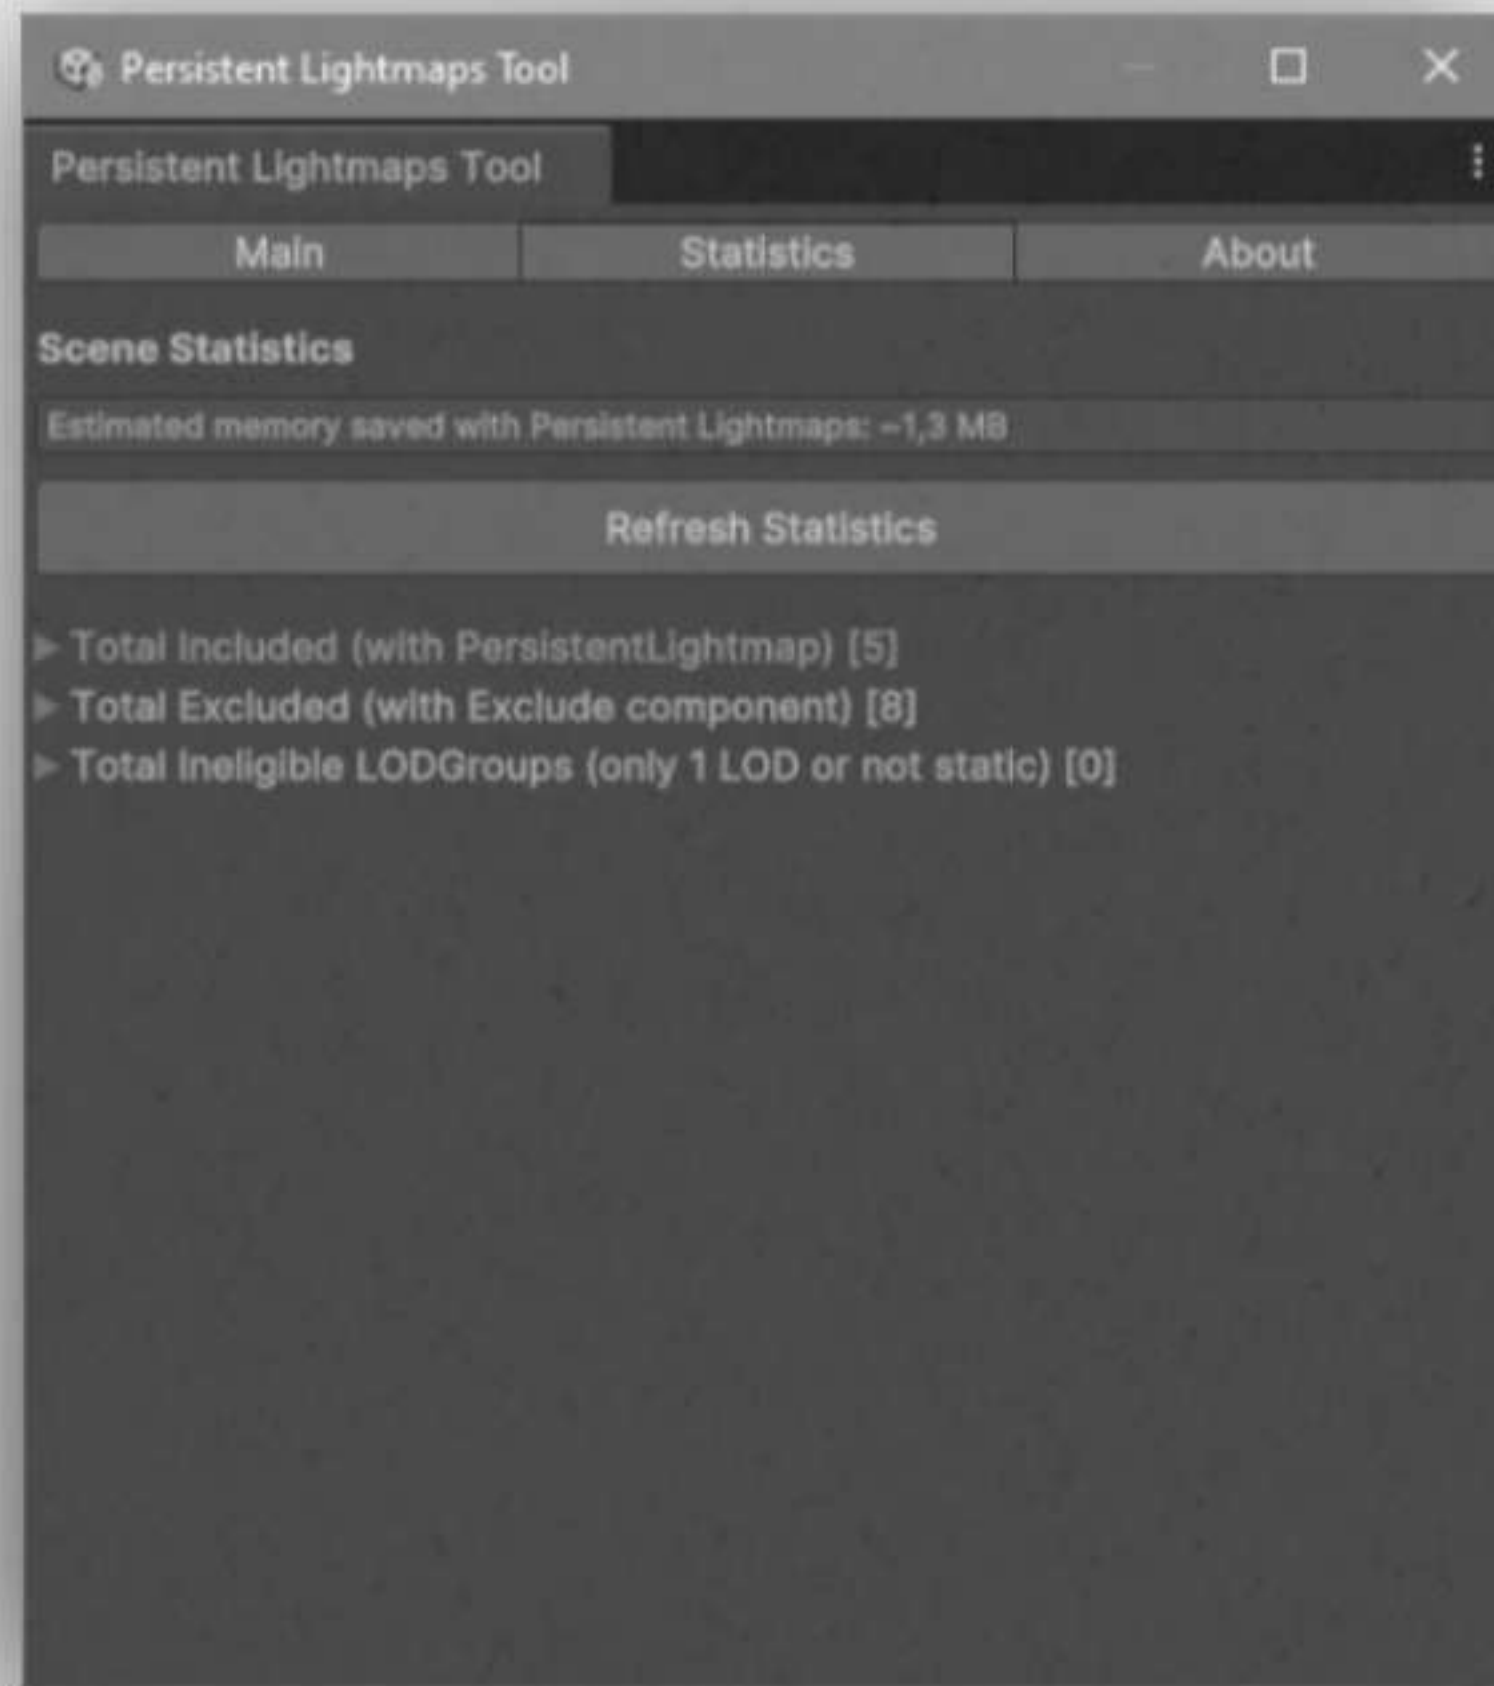 Persistent Lightmaps Tool
Persistent Lightmaps Tool
Main Statistics About
Scene Statistics
Estimated memory saved with Persistent Lightmaps: ~1,3 MB
Refresh Statistics
Total Included (with PersistentLightmap) [5]
Total Excluded (with Exclude component) [8]
Total Ineligible LODGroups (only 1 LOD or not static) [0]